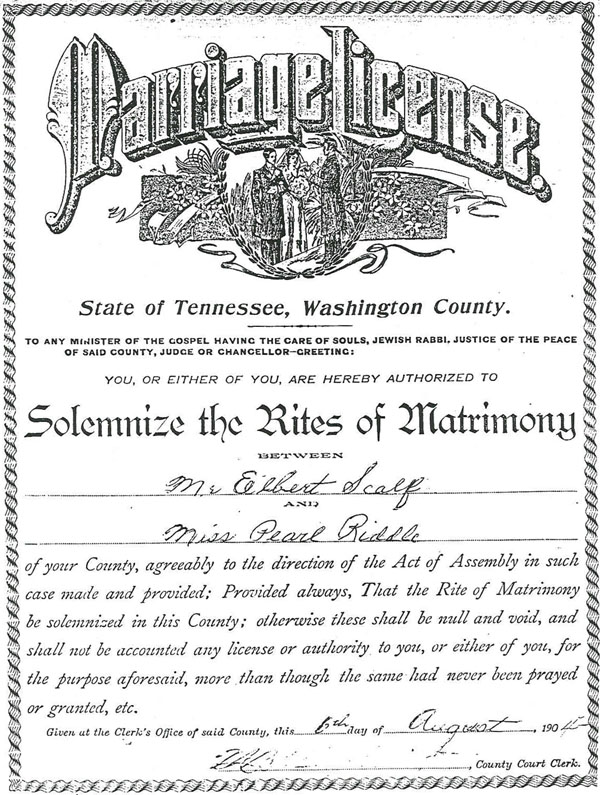 Marriage License.
State of Tennessee, Washington County.
TO ANY MINISTER OF THE GOSPEL HAVING THE CARE OF SOULS, JEWISH RABBI, JUSTICE OF THE PEACE
OF SAID COUNTY, JUDGE OR CHANCELLOR—GREETING:
YOU, OR EITHER OF YOU, ARE HEREBY AUTHORIZED TO
Solemnize the Rites of Matrimony
BETWEEN
Mr Elbert Scalf
AND
Miss Pearl Riddle
of your County, agreeably to the direction of the Act of Assembly in such
case made and provided; Provided always, That the Rite of Matrimony
be solemnized in this County; otherwise these shall be null and void, and
shall not be accounted any license or authority to you, or either of you, for
the purpose aforesaid, more than though the same had never been prayed
or granted, etc.
Given at the Clerk's Office of said County, this day of August, 190
, County Court Clerk.